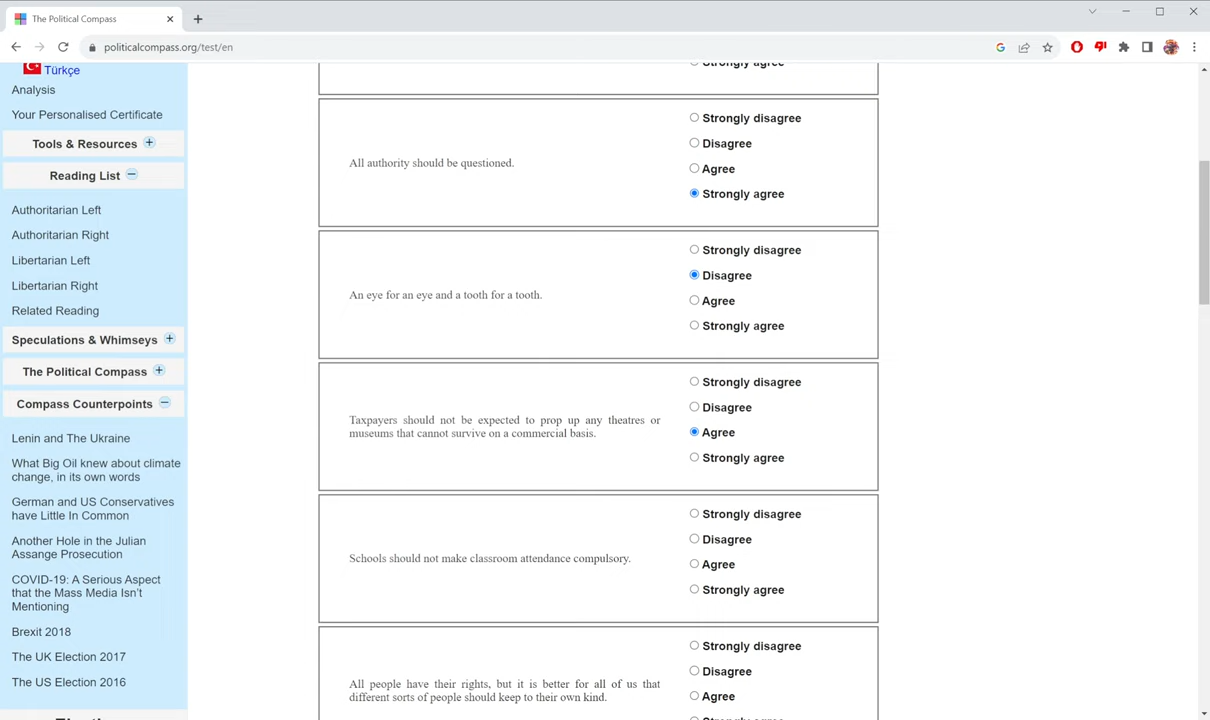 The Political Compass
politicalcompass.org/test/en
Türkçe
Analysis
Your Personalised Certificate
Tools & Resources
Reading List
Authoritarian Left
Authoritarian Right
Libertarian Left
Libertarian Right
Related Reading
Speculations & Whimseys
The Political Compass
Compass Counterpoints
Lenin and The Ukraine
What Big Oil knew about climate
change, in its own words
German and US Conservatives
have Little In Common
Another Hole in the Julian
Assange Prosecution
COVID-19: A Serious Aspect
that the Mass Media Isn't
Mentioning
Brexit 2018
The UK Election 2017
The US Election 2016
Strongly agree
All authority should be questioned.
Strongly disagree
Disagree
Agree
Strongly agree
An eye for an eye and a tooth for a tooth.
Strongly disagree
Disagree
Agree
Strongly agree
Taxpayers should not be expected to prop up any theatres or
museums that cannot survive on a commercial basis.
Strongly disagree
Disagree
Agree
Strongly agree
Schools should not make classroom attendance compulsory.
Strongly disagree
Disagree
Agree
Strongly agree
All people have their rights, but it is better for all of us that
different sorts of people should keep to their own kind.
Strongly disagree
Disagree
Agree
Strongly agree